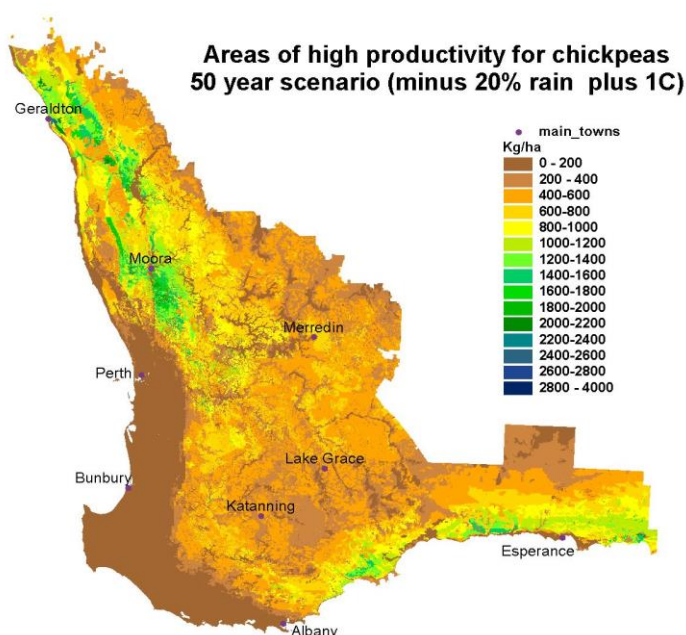 Areas of high productivity for chickpeas
50 year scenario (minus 20% rain plus 1C)
Geraldton
main_towns
Kg/ha
0 - 200
200 - 400
400-600
600-800
800-1000
1000-1200
1200-1400
1400-1600
1600-1800
1800-2000
2000-2200
2200-2400
2400-2600
2600-2800
2800 - 4000
Moora
Merredin
Perth
Lake Grace
Bunbury
Katanning
Esperance
Albany